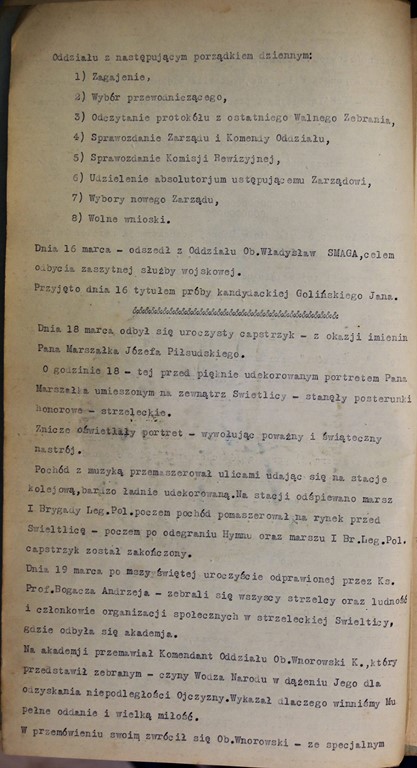 Oddziału z następującym porządkiem dziennym:
1) Zagajenie,
2) Wybór przewodniczącego,
3) Odczytanie protokółu z ostatniego Walnego Zebrania,
4) Sprawozdanie Zarządu i Komendy Oddziału,
5) Sprawozdanie Komisji Rewizyjnej,
6) Udzielenie absolutorjum ustępującemu Zarządowi,
7) Wybory nowego Zarządu,
8) Wolne wnioski.
Dnia 16 marca - odszedł z Oddziału Ob.Władysław SMAGA,celem
odbycia zaszytnej służby wojskowej.
Przyjęto dnia 16 tytułem próby kandydackiej Golińskiego Jana.
Dnia 18 marca odbył się uroczysty capstrzyk - z okazji imienin
Pana Marszałka Józefa Piłsudskiego.
O godzinie 18 - tej przed pięknie udekorowanym portretem Pana
Marszałka umieszonym na zewnątrz Swietlicy - stanęły posterunki
honorowe - strzeleckie.
Znicze oświetlały portret - wywołując poważny i świąteczny
nastrój.
Pochód z muzyką przemaszerował ulicami udając się na stacje
kolejową,bardzo ładnie udekorowaną.Na stacji odśpiewano marsz
I Brygady Leg.Pol.poczem pochód pomaszerował na rynek przed
Swieltlicę - poczem po odegraniu Hymnu oraz marszu I Br.Leg.Pol.
capstrzyk został zakończony.
Dnia 19 marca po mszy świętej uroczyście odprawionej przez Ks.
Prof.Bogacza Andrzeja - zebrali się wszyscy strzelcy oraz ludność
i członkowie organizacji społecznych w strzeleckiej Swielticy,
gdzie odbyła się akademja.
Na akademji przemawiał Komendant Oddziału Ob.Wnorowski K.,który
przedstawił zebranym - czyny Wodza Narodu w dążeniu Jego dla
odzyskania niepodległości Ojczyzny.Wykazał dlaczego winniśmy Mu
pełne oddanie i wielką miłość.
W przemówieniu swoim zwrócił się Ob.Wnorowski - ze specjalnym